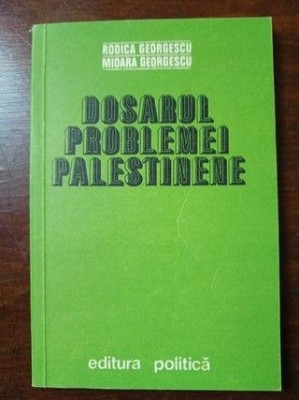 RODICA GEORGESCU
MIOARA GEORGESCU
DOSARUL
PROBLEMEI
PALESTINENE
editura politică